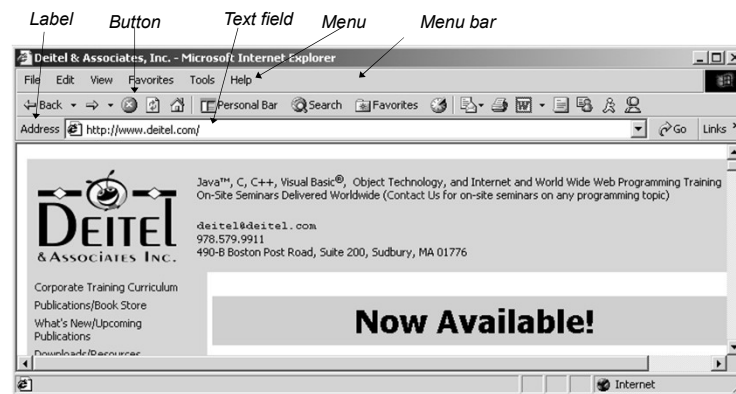 Label Button Text field Menu Menu bar
Deitel & Associates, Inc. - Microsoft Internet Explorer
File Edit View Favorites Tools Help
Back Personal Bar Search Favorites
Address http://www.deitel.com/ Go Links »
Java™, C, C++, Visual Basic®, Object Technology, and Internet and World Wide Web Programming Training
On-Site Seminars Delivered Worldwide (Contact Us for on-site seminars on any programming topic)
deitel@deitel.com
978.579.9911
490-B Boston Post Road, Suite 200, Sudbury, MA 01776
DEITEL
& ASSOCIATES INC.
Corporate Training Curriculum
Publications/Book Store
What's New/Upcoming
Publications
Downloads/Resources
Now Available!
Internet